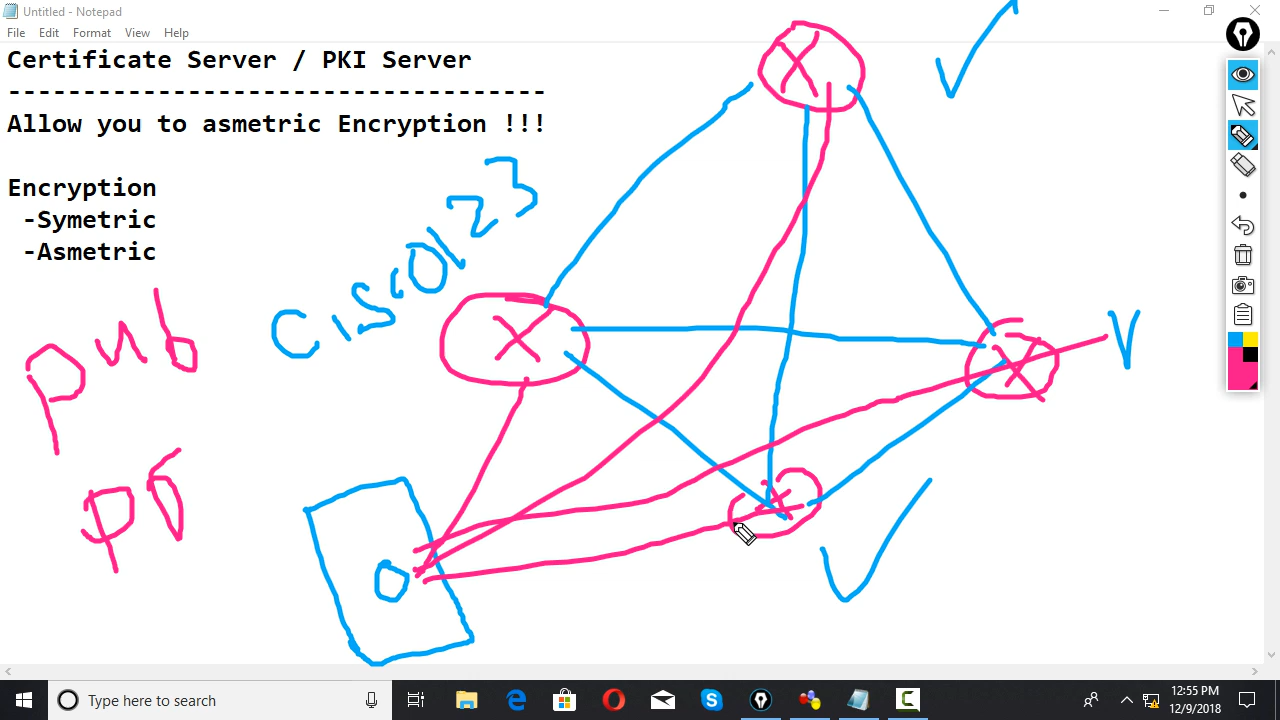 Untitled - Notepad
File Edit Format View Help
Certificate Server / PKI Server
------------------------------------
Allow you to asmetric Encryption !!!
Encryption
-Symetric
-Asmetric
Cisco123
Pub
Pr
Type here to search
12:55 PM
12/9/2018